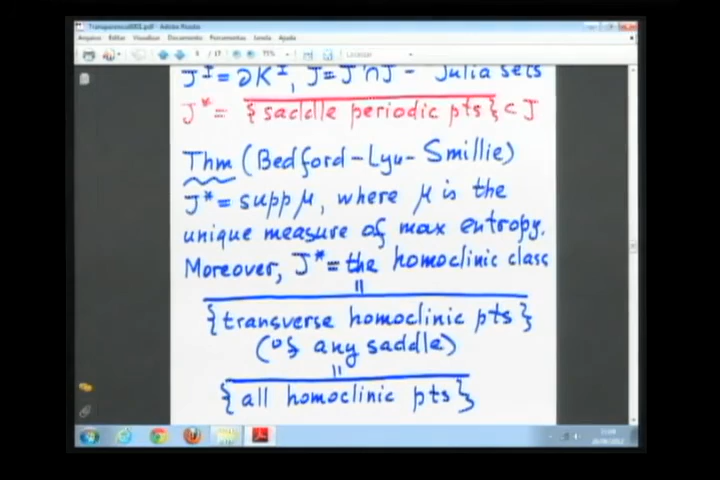 Transparencias2012.pdf - Adobe Reader
Arquivo Editar Visualizar Documento Ferramentas Janela Ajuda
J^± = ∂K^±, J = J^+ ∩ J^- - Julia sets
J* = {saddle periodic pts} ⊂ J
Thm (Bedford-Lyu-Smillie)
J* = supp μ, where μ is the
unique measure of max entropy.
Moreover, J* = the homoclinic class
=
{transverse homoclinic pts}
(of any saddle)
=
{all homoclinic pts}